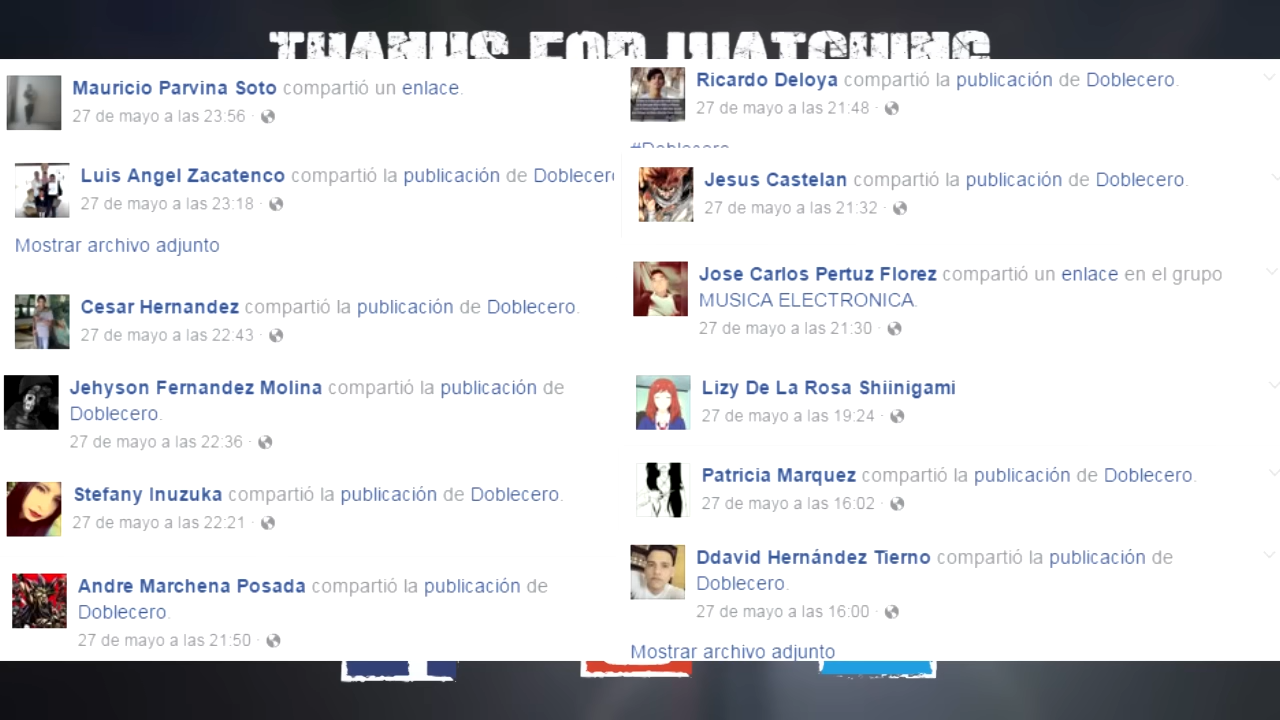 THANKS FOR WATCHING
Mauricio Parvina Soto compartió un enlace.
27 de mayo a las 23:56 ·
Luis Angel Zacatenco compartió la publicación de Doblecero
27 de mayo a las 23:18 ·
Mostrar archivo adjunto
Cesar Hernandez compartió la publicación de Doblecero.
27 de mayo a las 22:43 ·
Jehyson Fernandez Molina compartió la publicación de
Doblecero.
27 de mayo a las 22:36 ·
Stefany Inuzuka compartió la publicación de Doblecero.
27 de mayo a las 22:21 ·
Andre Marchena Posada compartió la publicación de
Doblecero.
27 de mayo a las 21:50 ·
Ricardo Deloya compartió la publicación de Doblecero.
27 de mayo a las 21:48 ·
#Doblecero
Jesus Castelan compartió la publicación de Doblecero.
27 de mayo a las 21:32 ·
Jose Carlos Pertuz Florez compartió un enlace en el grupo
MUSICA ELECTRONICA.
27 de mayo a las 21:30 ·
Lizy De La Rosa Shiinigami
27 de mayo a las 19:24 ·
Patricia Marquez compartió la publicación de Doblecero.
27 de mayo a las 16:02 ·
Ddavid Hernández Tierno compartió la publicación de
Doblecero.
27 de mayo a las 16:00 ·
Mostrar archivo adjunto